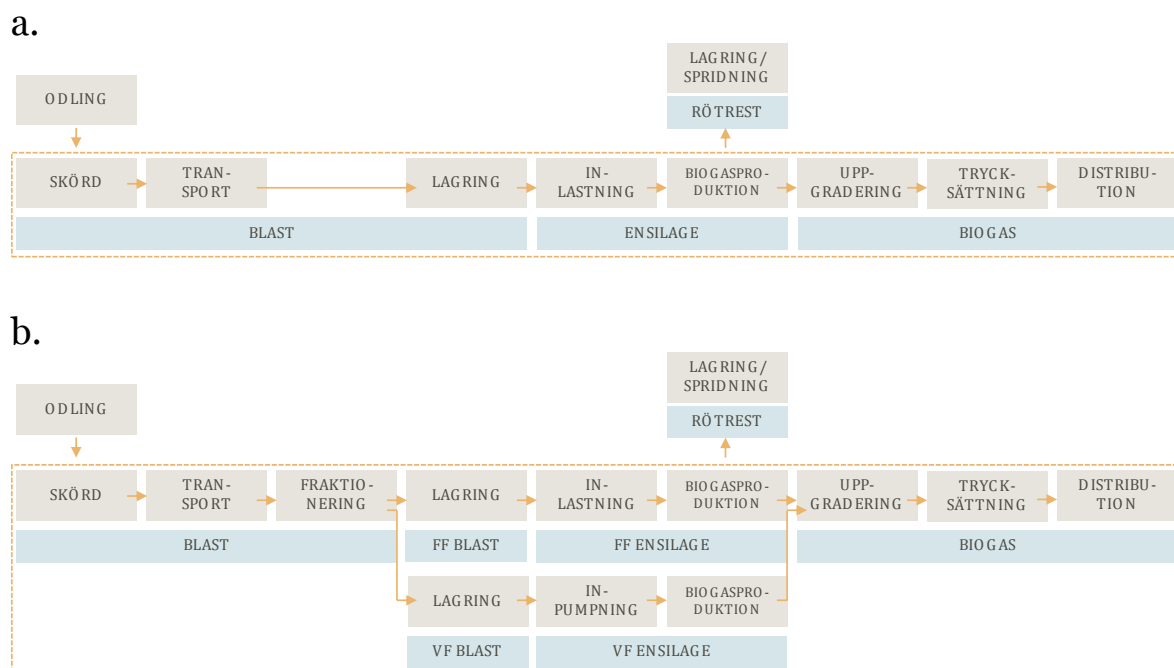 a.
LAGRING/
SPRIDNING
ODLING
RÖTREST
SKÖRD
TRAN-
SPORT
LAGRING
IN-
LASTNING
BIOGASPRO-
DUKTION
UPP-
GRADERING
TRYCK-
SÄTTNING
DISTRIBU-
TION
BLAST
ENSILAGE
BIOGAS
b.
LAGRING/
SPRIDNING
ODLING
RÖTREST
SKÖRD
TRAN-
SPORT
FRAKTIO-
NERING
LAGRING
IN-
LASTNING
BIOGASPRO-
DUKTION
UPP-
GRADERING
TRYCK-
SÄTTNING
DISTRIBU-
TION
BLAST
FF BLAST
FF ENSILAGE
BIOGAS
LAGRING
IN-
PUMPNING
BIOGASPRO-
DUKTION
VF BLAST
VF ENSILAGE